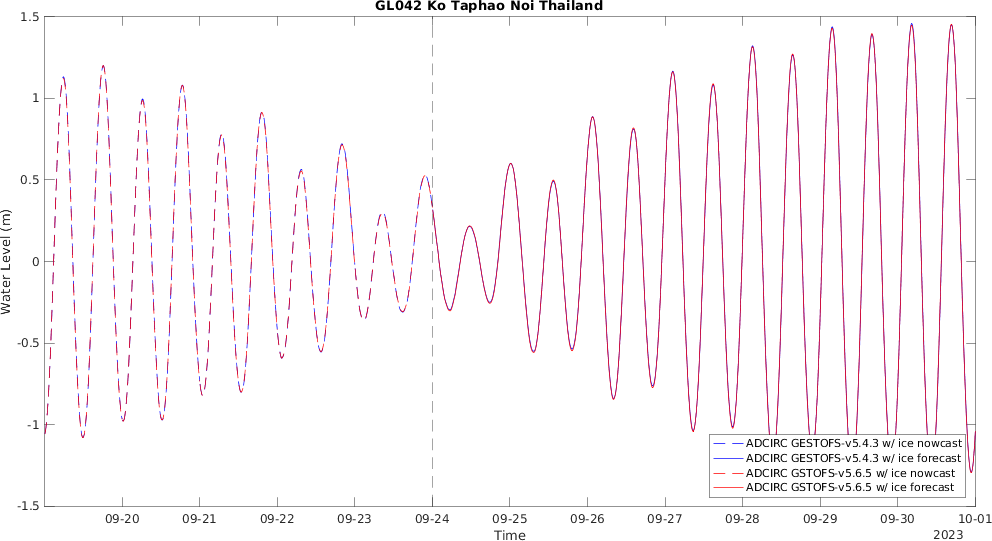 GL042 Ko Taphao Noi Thailand
Water Level (m)
1.5
1
0.5
0
-0.5
-1
-1.5
ADCIRC GESTOFS-v5.4.3 w/ ice nowcast
ADCIRC GESTOFS-v5.4.3 w/ ice forecast
ADCIRC GSTOFS-v5.6.5 w/ ice nowcast
ADCIRC GSTOFS-v5.6.5 w/ ice forecast
09-20 09-21 09-22 09-23 09-24 09-25 09-26 09-27 09-28 09-29 09-30 10-01
Time
2023